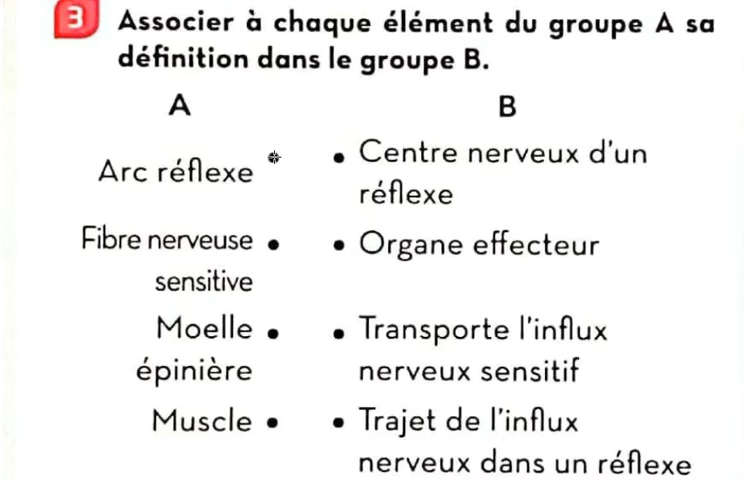 3 Associer à chaque élément du groupe A sa
définition dans le groupe B.
A B
Arc réflexe • Centre nerveux d'un
réflexe
Fibre nerveuse • • Organe effecteur
sensitive
Moelle • • Transporte l'influx
épinière nerveux sensitif
Muscle • • Trajet de l'influx
nerveux dans un réflexe